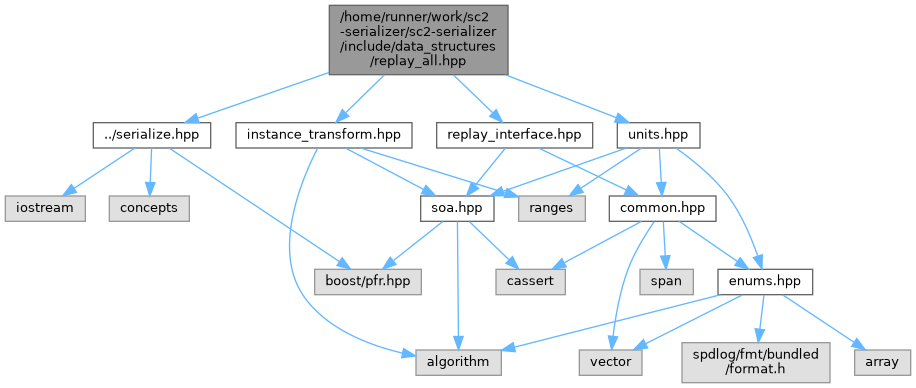 /home/runner/work/sc2
-serializer/sc2-serializer
/include/data_structures
/replay_all.hpp
../serialize.hpp
instance_transform.hpp
replay_interface.hpp
units.hpp
iostream
concepts
soa.hpp
ranges
common.hpp
boost/pfr.hpp
cassert
span
enums.hpp
algorithm
vector
spdlog/fmt/bundled
/format.h
array